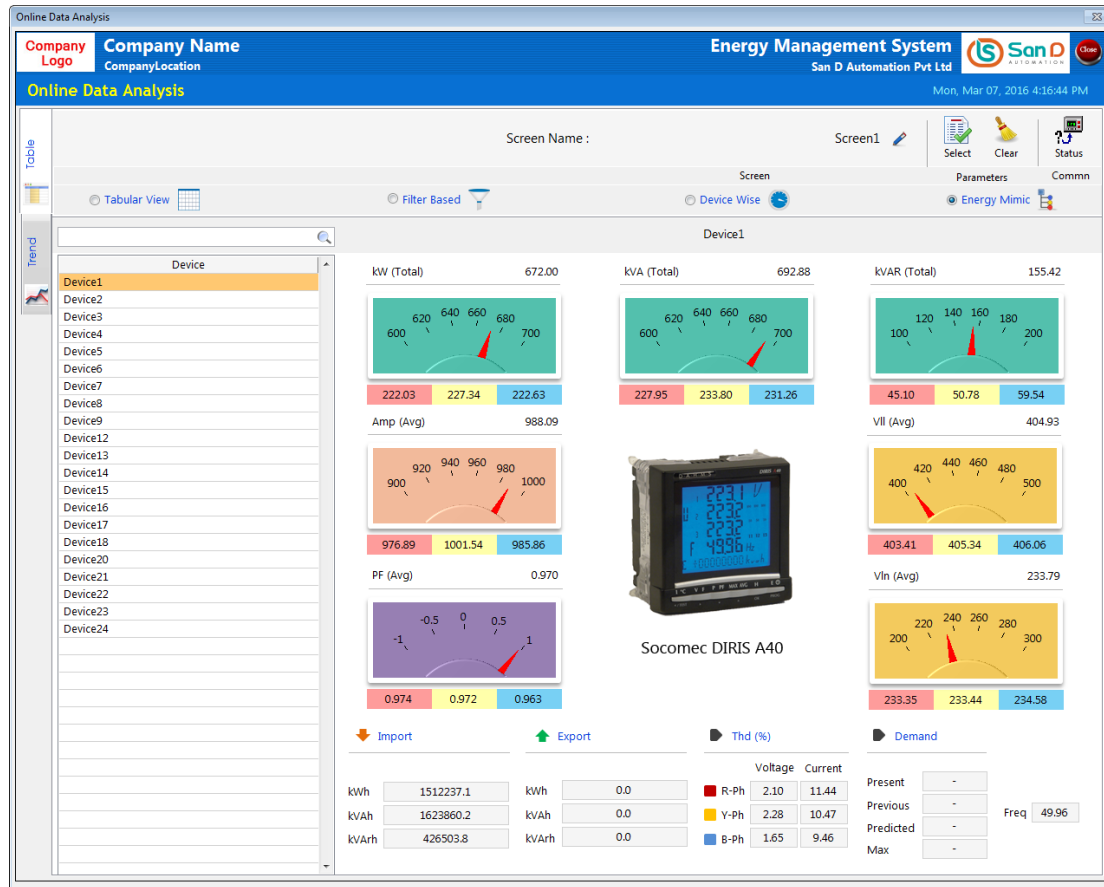 Online Data Analysis
Company Logo
Company Name
CompanyLocation
Energy Management System
San D Automation Pvt Ltd
San D
AUTOMATION
Close
Online Data Analysis
Mon, Mar 07, 2016 4:16:44 PM
Table
Trend
Screen Name :
Screen1
Select
Clear
Status
Screen
Parameters
Commn
Tabular View
Filter Based
Device Wise
Energy Mimic
Device1
Device
Device1
Device2
Device3
Device4
Device5
Device6
Device7
Device8
Device9
Device12
Device13
Device14
Device15
Device16
Device17
Device18
Device20
Device21
Device22
Device23
Device24
kW (Total) 672.00
600 620 640 660 680 700
222.03 227.34 222.63
kVA (Total) 692.88
600 620 640 660 680 700
227.95 233.80 231.26
kVAR (Total) 155.42
100 120 140 160 180 200
45.10 50.78 59.54
Amp (Avg) 988.09
900 920 940 960 980 1000
976.89 1001.54 985.86
Vll (Avg) 404.93
400 420 440 460 480 500
403.41 405.34 406.06
PF (Avg) 0.970
-1 -0.5 0 0.5 1
0.974 0.972 0.963
Vln (Avg) 233.79
200 220 240 260 280 300
233.35 233.44 234.58
223.1 V
223.2
223.2
F 49.96 Hz
Socomec DIRIS A40
Import
kWh 1512237.1
kVAh 1623860.2
kVArh 426503.8
Export
kWh 0.0
kVAh 0.0
kVArh 0.0
Thd (%)
Voltage Current
R-Ph 2.10 11.44
Y-Ph 2.28 10.47
B-Ph 1.65 9.46
Demand
Present -
Previous -
Predicted -
Max -
Freq 49.96